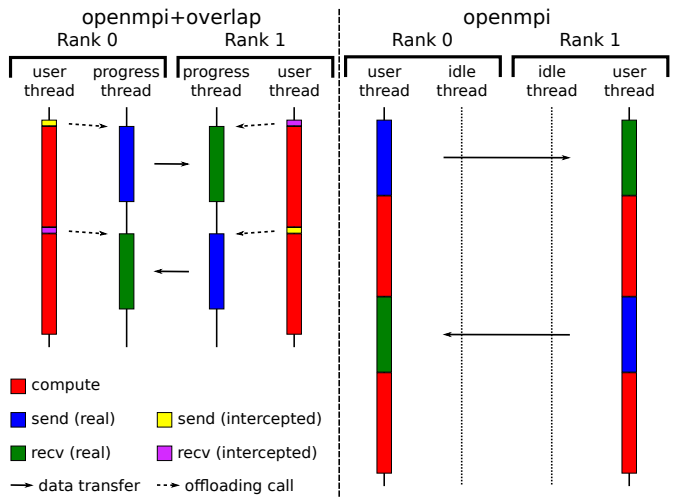 openmpi+overlap
openmpi
Rank 0
Rank 1
Rank 0
Rank 1
user thread
progress thread
progress thread
user thread
user thread
idle thread
idle thread
user thread
compute
send (real)
send (intercepted)
recv (real)
recv (intercepted)
data transfer
offloading call